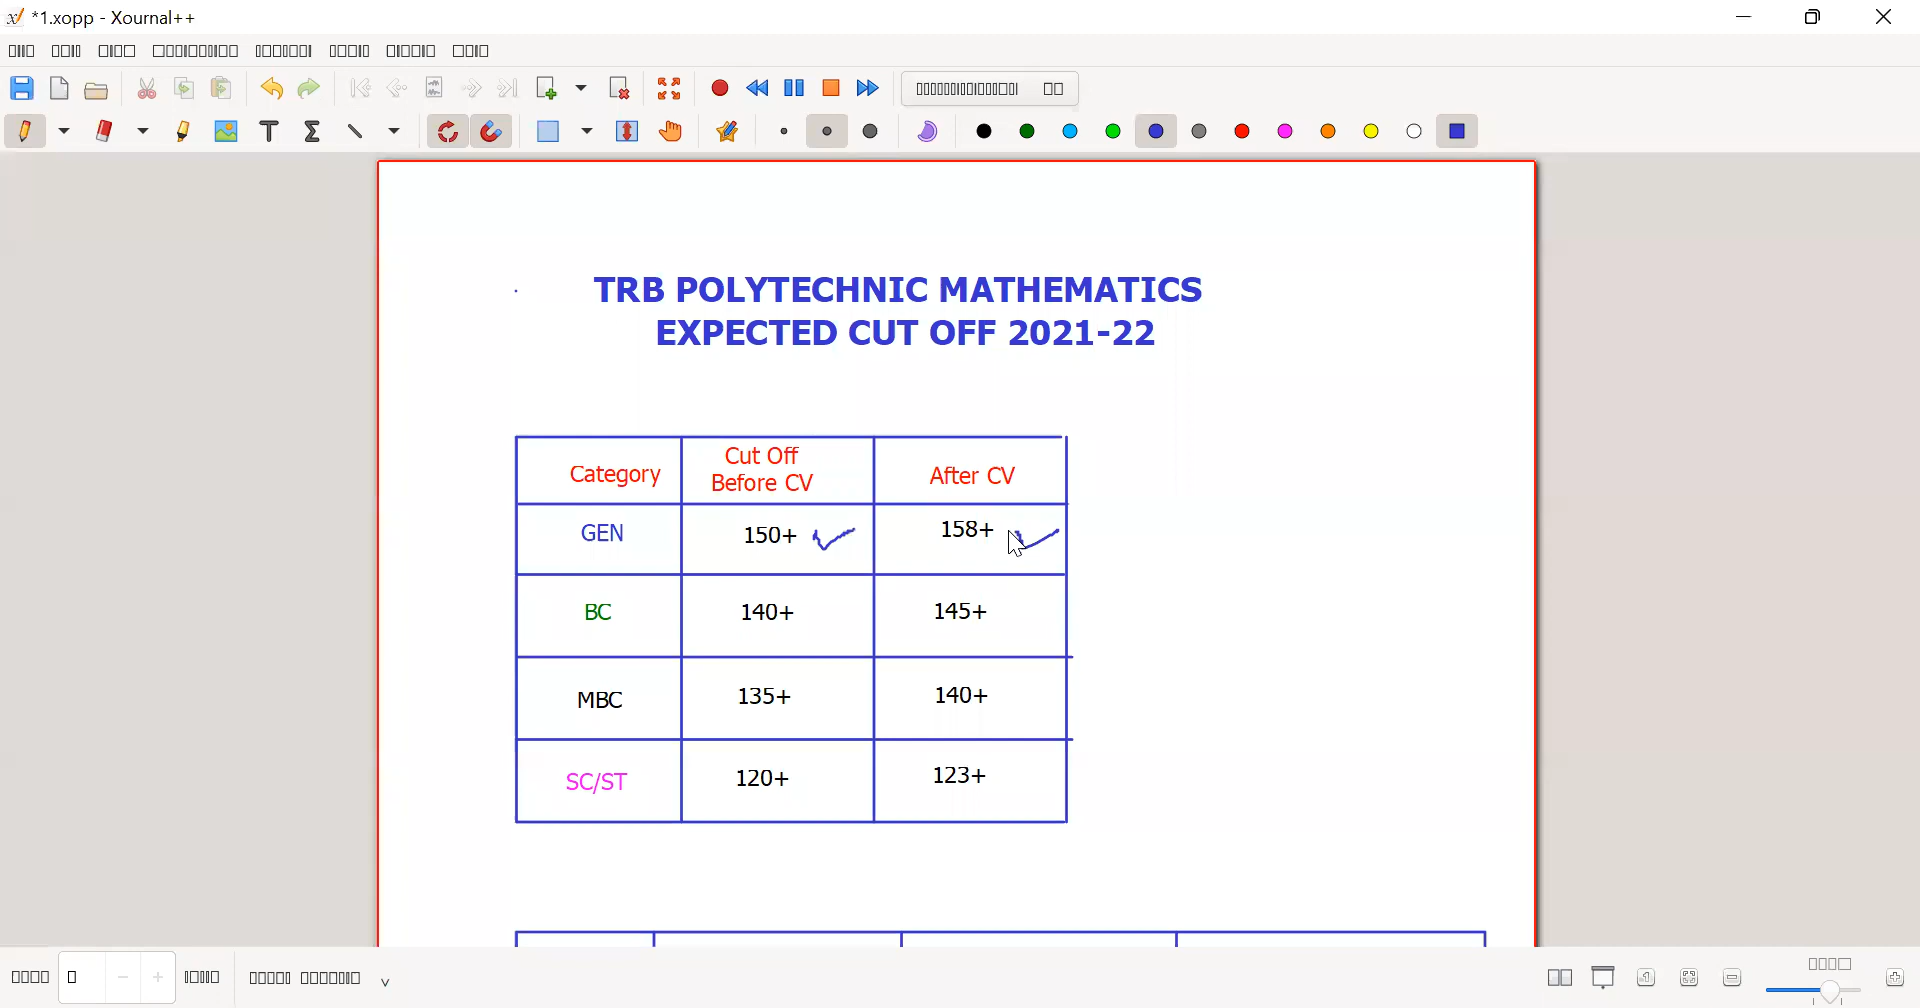 *1.xopp - Xournal++
TRB POLYTECHNIC MATHEMATICS
EXPECTED CUT OFF 2021-22
Category
Cut Off
Before CV
After CV
GEN
150+
158+
BC
140+
145+
MBC
135+
140+
SC/ST
120+
123+